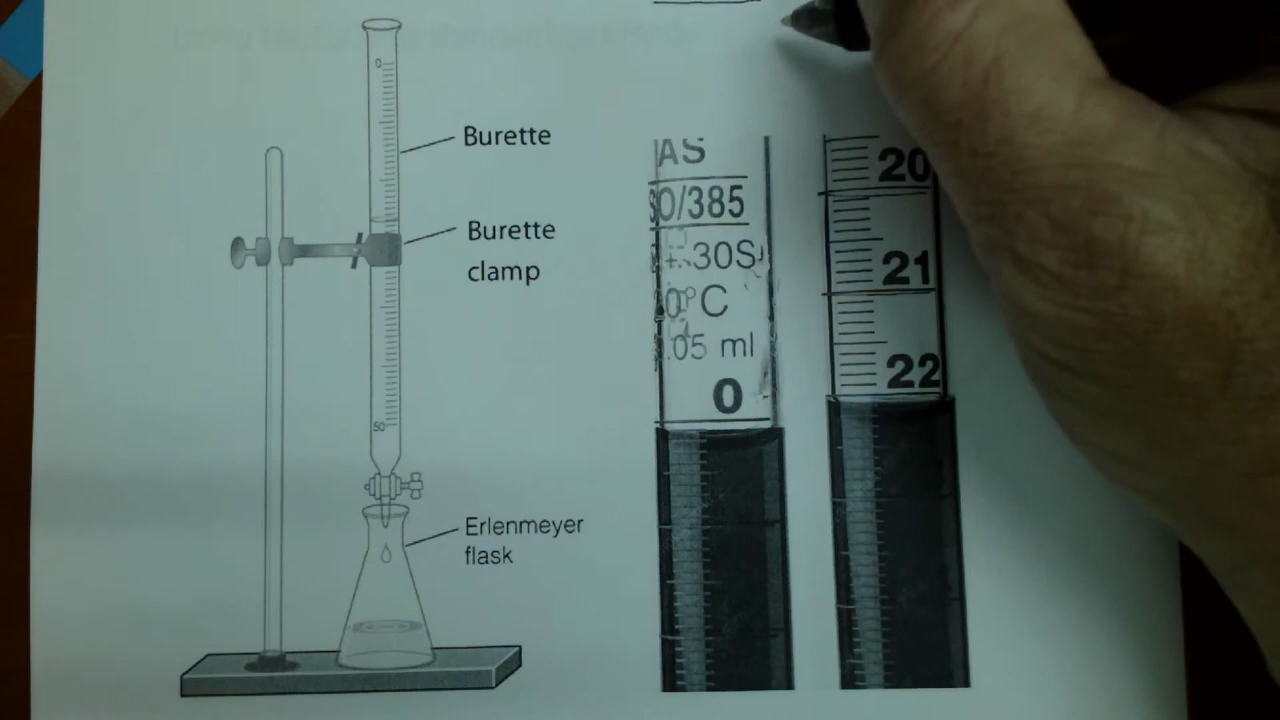 0
Burette
Burette
clamp
50
Erlenmeyer
flask
AS
O/385
+ 30S
0°C
.05 ml
0
20
21
22